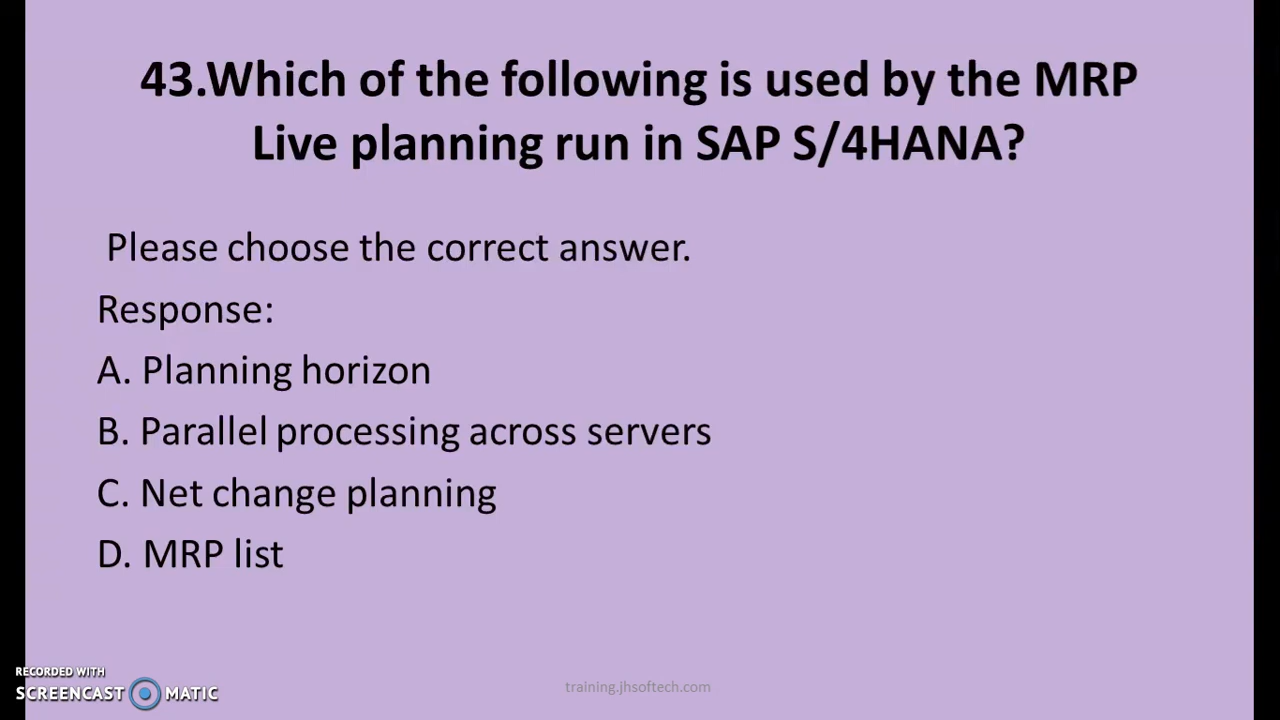 43.Which of the following is used by the MRP
Live planning run in SAP S/4HANA?
Please choose the correct answer.
Response:
A. Planning horizon
B. Parallel processing across servers
C. Net change planning
D. MRP list
RECORDED WITH
SCREENCAST MATIC
training.jhsoftech.com